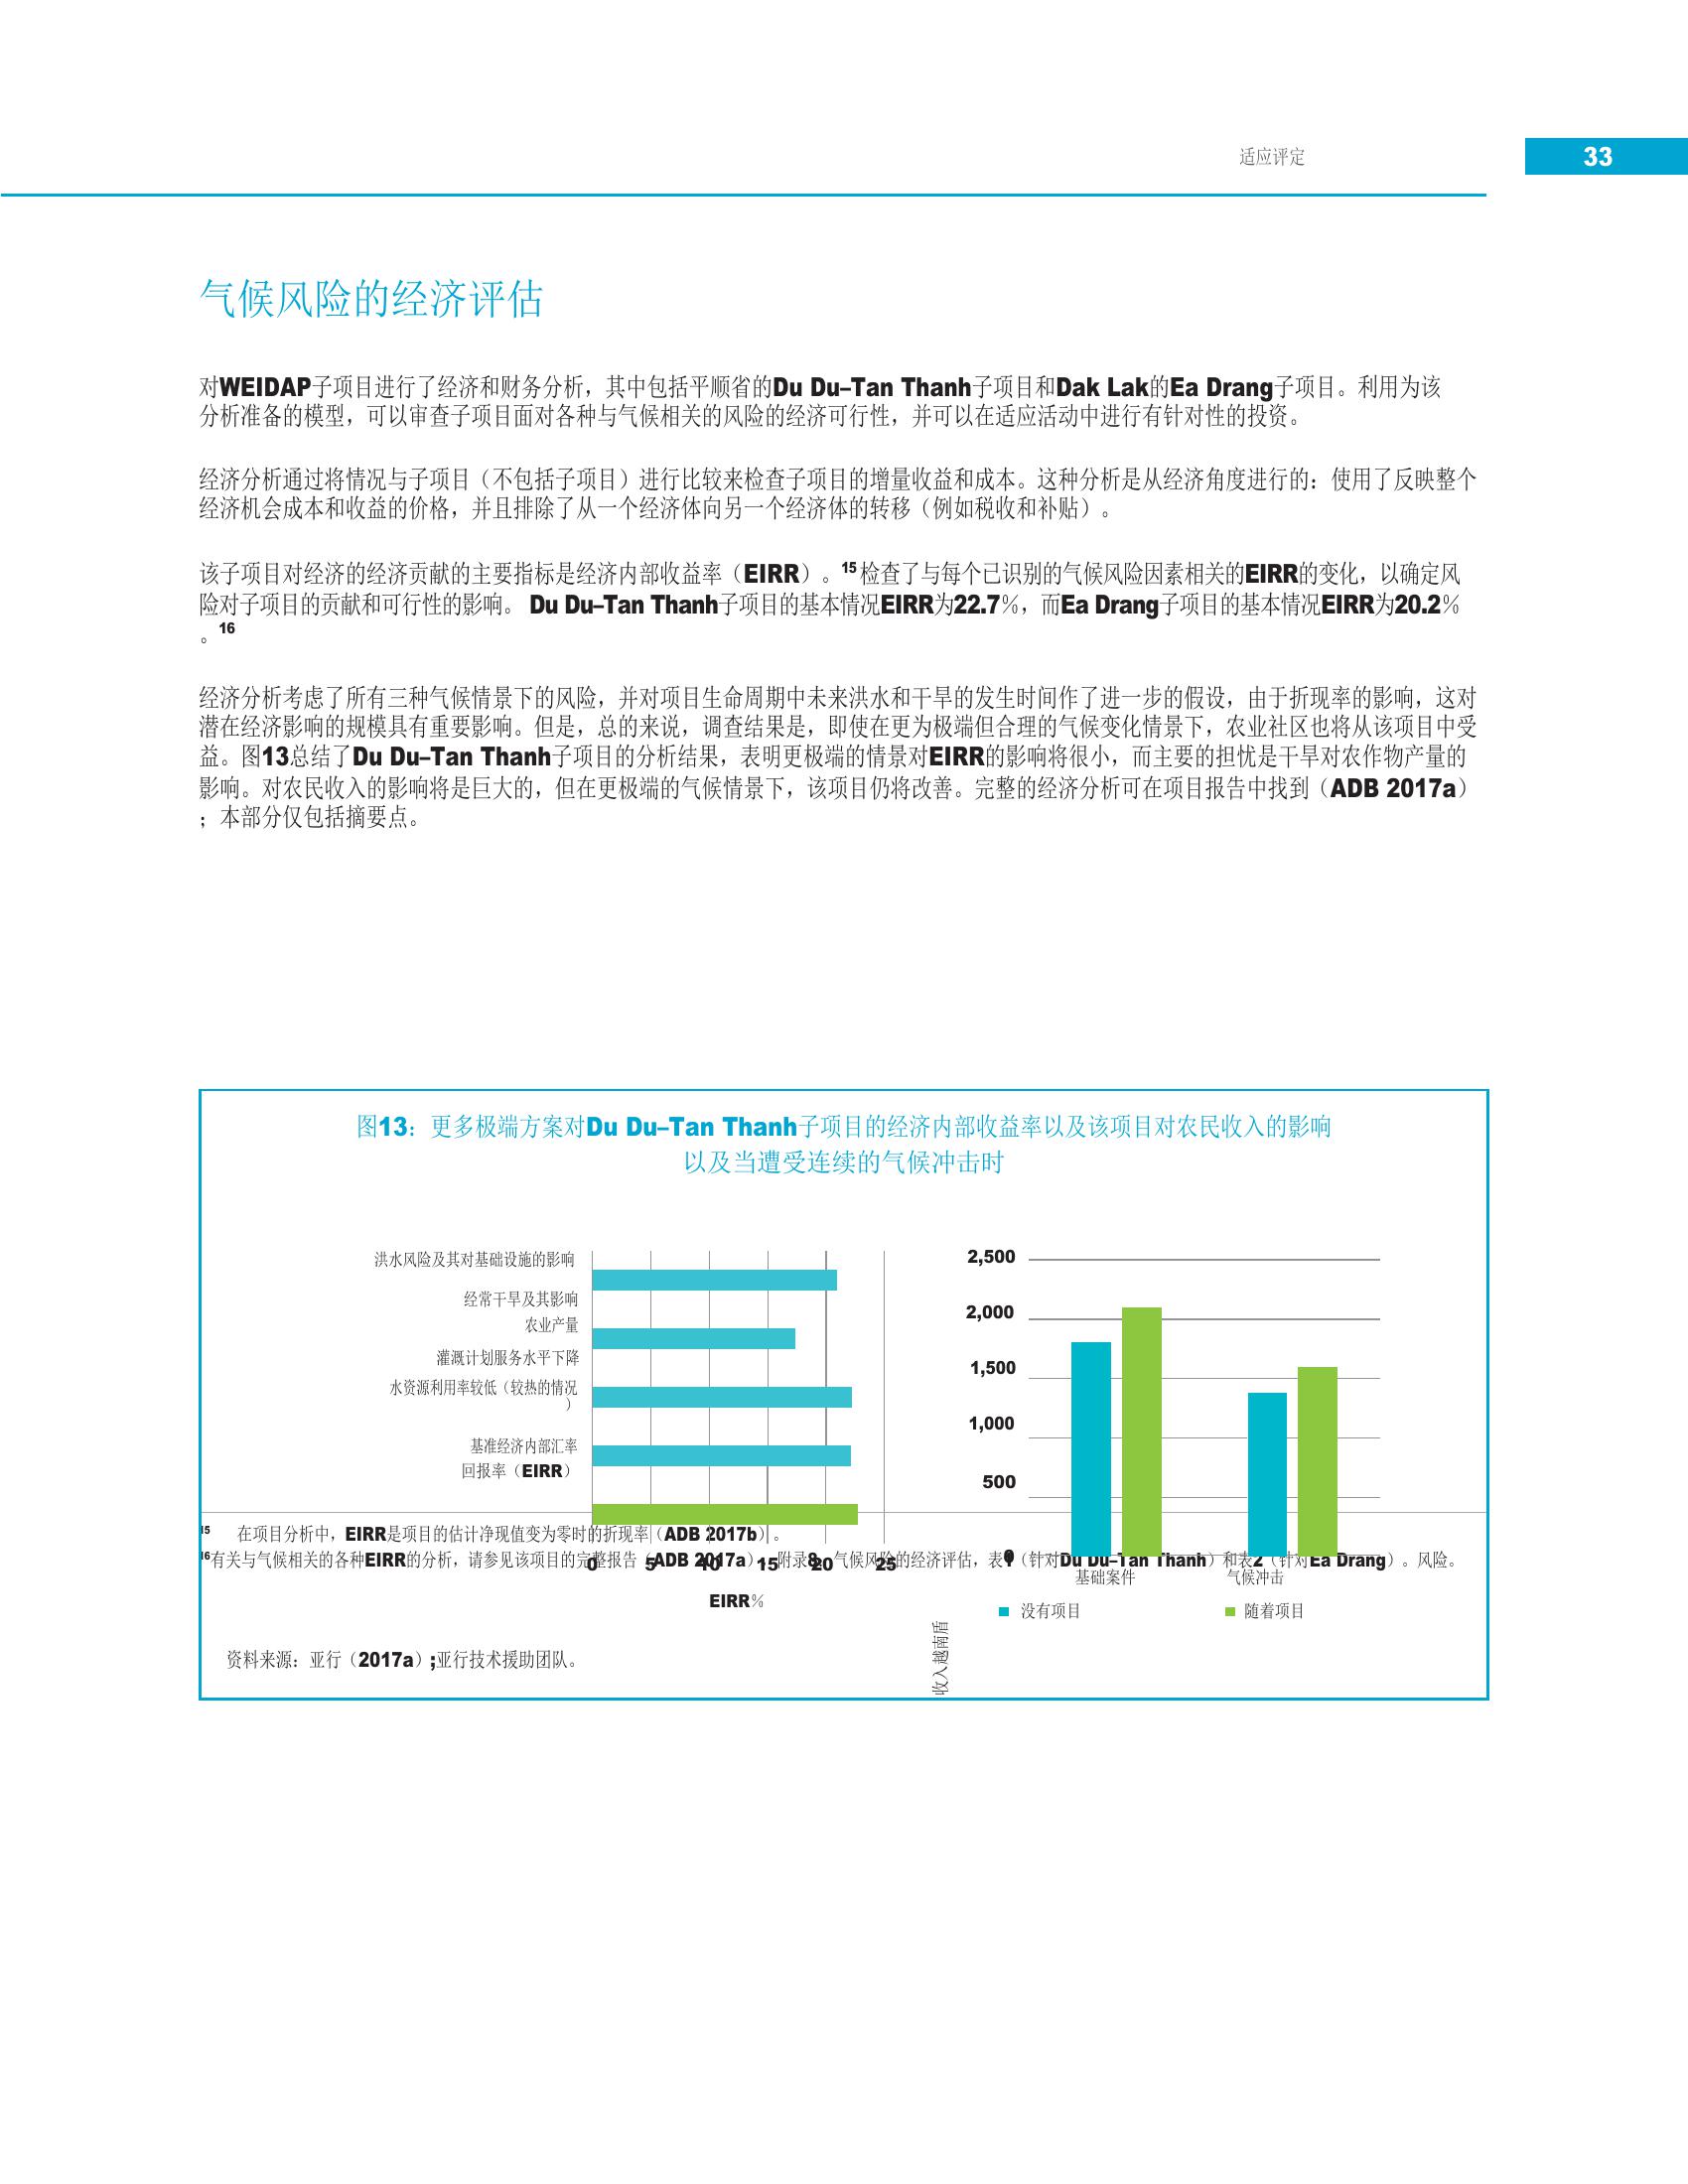 适应评定
33
气候风险的经济评估
对WEIDAP子项目进行了经济和财务分析，其中包括平顺省的Du Du–Tan Thanh子项目和Dak Lak的Ea Drang子项目。利用为该
分析准备的模型，可以审查子项目面对各种与气候相关的风险的经济可行性，并可以在适应活动中进行有针对性的投资。
经济分析通过将情况与子项目（不包括子项目）进行比较来检查子项目的增量收益和成本。这种分析是从经济角度进行的：使用了反映整个
经济机会成本和收益的价格，并且排除了从一个经济体向另一个经济体的转移（例如税收和补贴）。
该子项目对经济的经济贡献的主要指标是经济内部收益率（EIRR）。15 检查了与每个已识别的气候风险因素相关的EIRR的变化，以确定风
险对子项目的贡献和可行性的影响。 Du Du–Tan Thanh子项目的基本情况EIRR为22.7％，而Ea Drang子项目的基本情况EIRR为20.2％
。16
经济分析考虑了所有三种气候情景下的风险，并对项目生命周期中未来洪水和干旱的发生时间作了进一步的假设，由于折现率的影响，这对
潜在经济影响的规模具有重要影响。但是，总的来说，调查结果是，即使在更为极端但合理的气候变化情景下，农业社区也将从该项目中受
益。图13总结了Du Du–Tan Thanh子项目的分析结果，表明更极端的情景对EIRR的影响将很小，而主要的担忧是干旱对农作物产量的
影响。对农民收入的影响将是巨大的，但在更极端的气候情景下，该项目仍将改善。完整的经济分析可在项目报告中找到（ADB 2017a）
；本部分仅包括摘要点。
图13：更多极端方案对Du Du–Tan Thanh子项目的经济内部收益率以及该项目对农民收入的影响
以及当遭受连续的气候冲击时
洪水风险及其对基础设施的影响
经常干旱及其影响
农业产量
灌溉计划服务水平下降
水资源利用率较低（较热的情况
）
基准经济内部汇率
回报率（EIRR）
0 5 10 15 20 25
EIRR％
2,500
2,000
1,500
1,000
500
0
基础案件 气候冲击
没有项目 随着项目
收入越南盾
15 在项目分析中，EIRR是项目的估计净现值变为零时的折现率（ADB 2017b）。
16有关与气候相关的各种EIRR的分析，请参见该项目的完整报告（ADB 2017a），附录8：气候风险的经济评估，表1（针对Du Du–Tan Thanh）和表2（针对Ea Drang）。风险。
资料来源：亚行（2017a）;亚行技术援助团队。